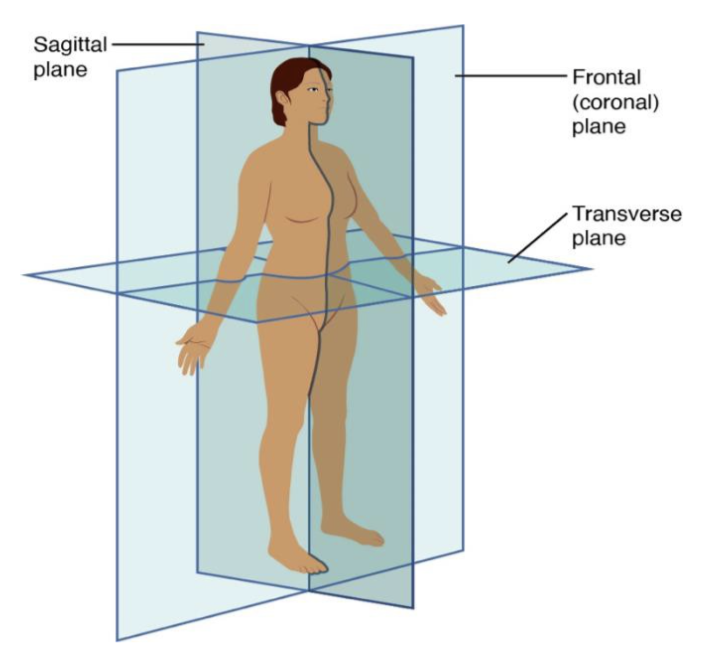 Sagittal
plane
Frontal
(coronal)
plane
Transverse
plane